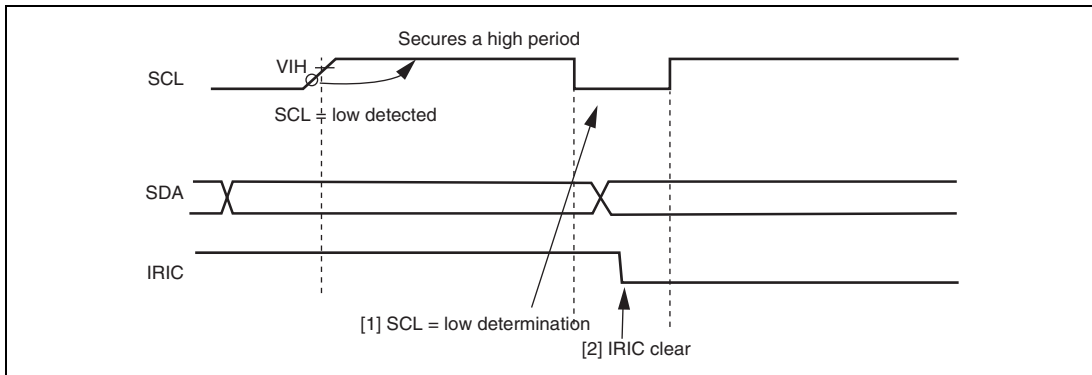 Secures a high period
VIH
SCL
SCL = low detected
SDA
IRIC
[1] SCL = low determination
[2] IRIC clear